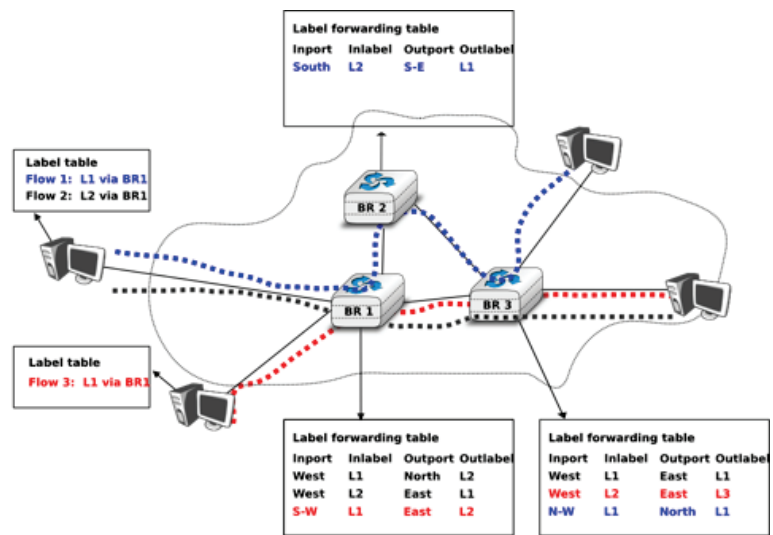 Label forwarding table
Inport Inlabel Outport Outlabel
South L2 S-E L1
Label table
Flow 1: L1 via BR1
Flow 2: L2 via BR1
BR 2
BR 1
BR 3
Label table
Flow 3: L1 via BR1
Label forwarding table
Inport Inlabel Outport Outlabel
West L1 North L2
West L2 East L1
S-W L1 East L2
Label forwarding table
Inport Inlabel Outport Outlabel
West L1 East L1
West L2 East L3
N-W L1 North L1